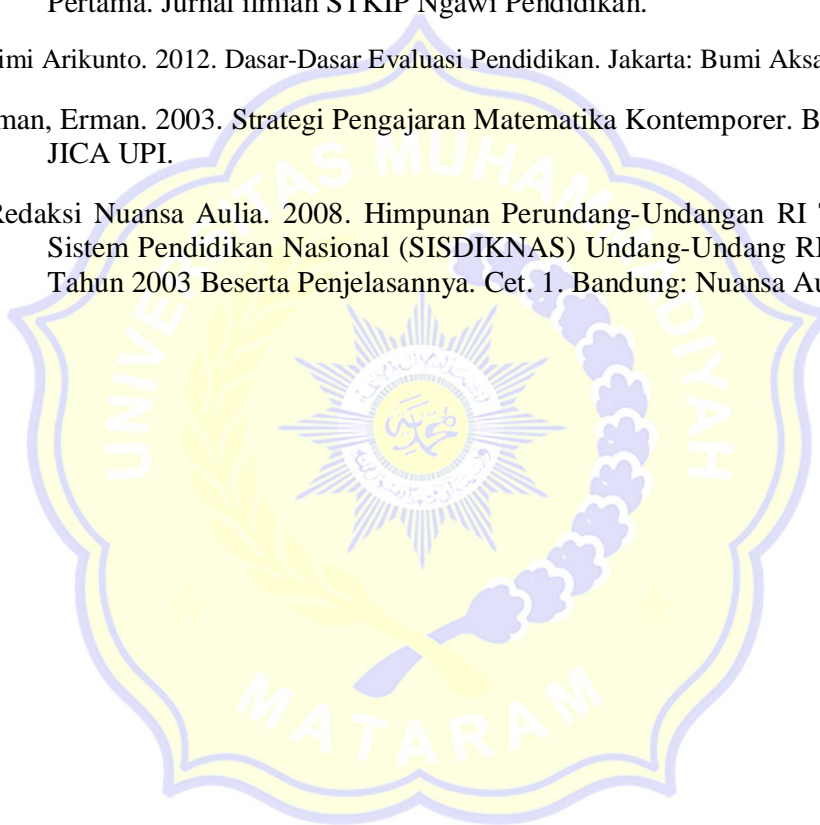 Pertama. Jurnal ilmiah STKIP Ngawi Pendidikan.
imi Arikunto. 2012. Dasar-Dasar Evaluasi Pendidikan. Jakarta: Bumi Aksa
man, Erman. 2003. Strategi Pengajaran Matematika Kontemporer. B
JICA UPI.
Redaksi Nuansa Aulia. 2008. Himpunan Perundang-Undangan RI T
Sistem Pendidikan Nasional (SISDIKNAS) Undang-Undang RI
Tahun 2003 Beserta Penjelasannya. Cet. 1. Bandung: Nuansa Au
UNIVERSITAS MUHAMMADIYAH
MATARAM